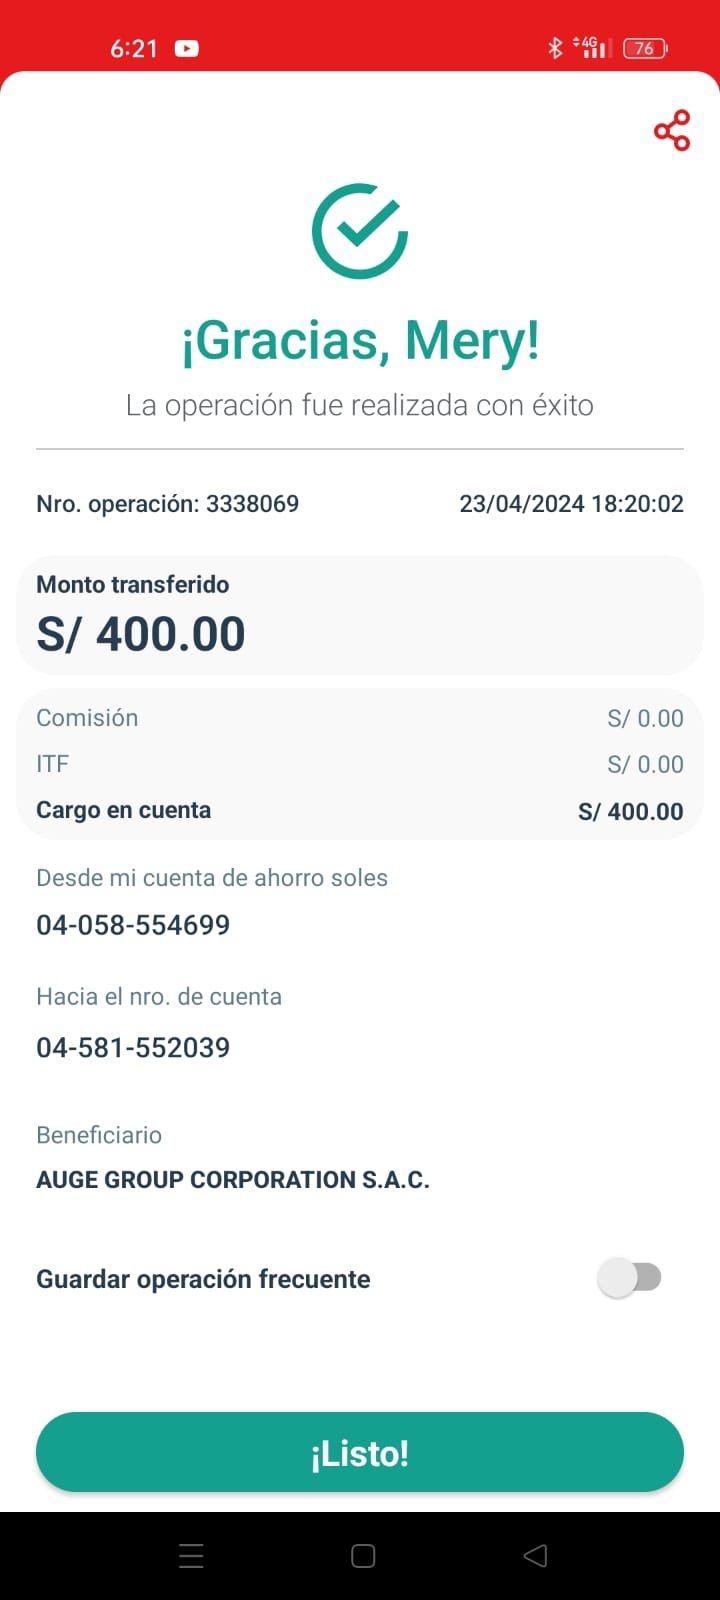 6:21
4G
76
¡Gracias, Mery!
La operación fue realizada con éxito
Nro. operación: 3338069 23/04/2024 18:20:02
Monto transferido
S/ 400.00
Comisión S/ 0.00
ITF S/ 0.00
Cargo en cuenta S/ 400.00
Desde mi cuenta de ahorro soles
04-058-554699
Hacia el nro. de cuenta
04-581-552039
Beneficiario
AUGE GROUP CORPORATION S.A.C.
Guardar operación frecuente
¡Listo!